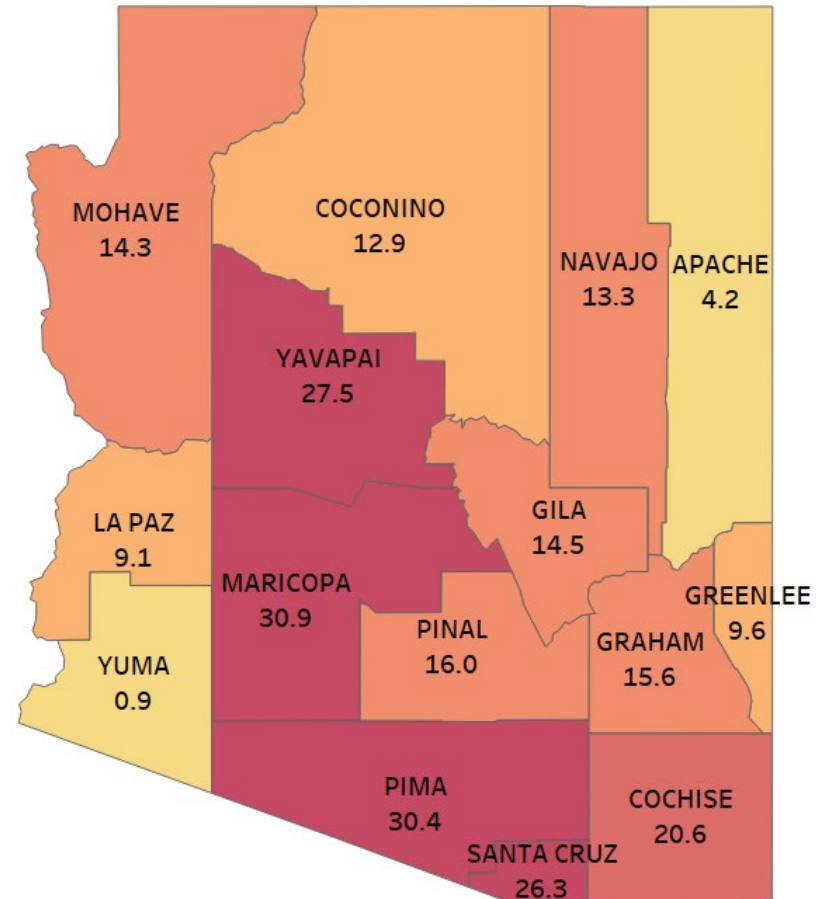 MOHAVE
14.3
COCONINO
12.9
NAVAJO
13.3
APACHE
4.2
YAVAPAI
27.5
LA PAZ
9.1
GILA
14.5
MARICOPA
30.9
GREENLEE
9.6
PINAL
16.0
GRAHAM
15.6
YUMA
0.9
PIMA
30.4
COCHISE
20.6
SANTA CRUZ
26.3